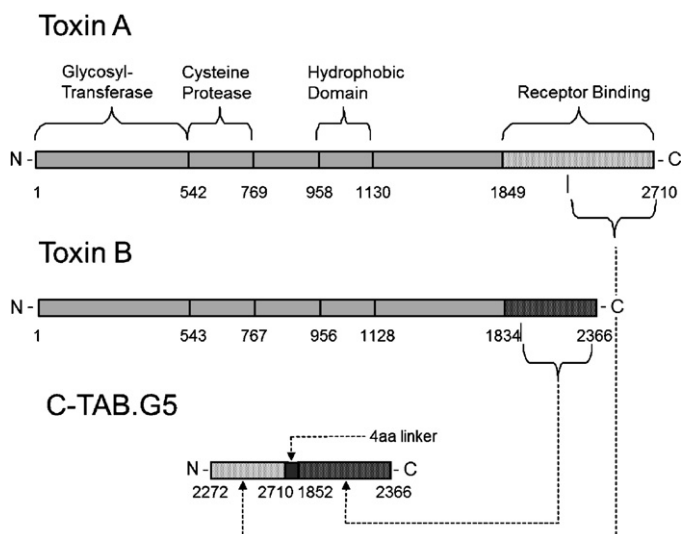 Toxin A
Glycosyl-
Transferase
Cysteine
Protease
Hydrophobic
Domain
Receptor Binding
N - - C
1 542 769 958 1130 1849 2710
Toxin B
N - - C
1 543 767 956 1128 1834 2366
C-TAB.G5
4aa linker
N - - C
2272 2710 1852 2366